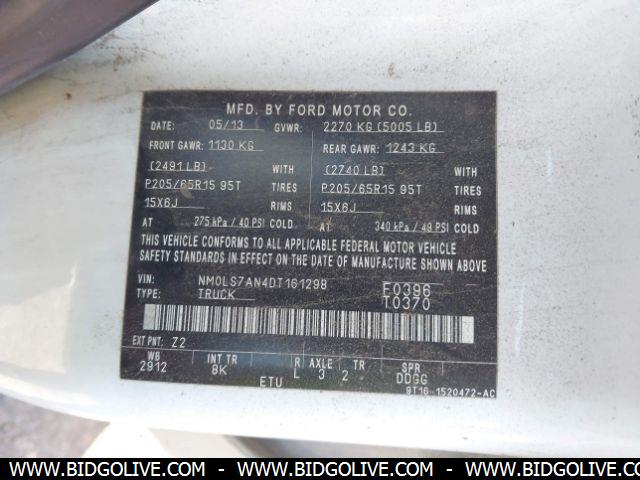 MFD. BY FORD MOTOR CO.
DATE: 05/13 GVWR: 2270 KG (5005 LB)
FRONT GAWR: 1130 KG REAR GAWR: 1243 KG
(2491 LB) WITH (2740 LB) WITH
P205/65R15 95T TIRES P205/65R15 95T TIRES
15X6J RIMS 15X6J RIMS
AT 275 kPa / 40 PSI COLD AT 340 kPa / 49 PSI COLD
THIS VEHICLE CONFORMS TO ALL APPLICABLE FEDERAL MOTOR VEHICLE
SAFETY STANDARDS IN EFFECT ON THE DATE OF MANUFACTURE SHOWN ABOVE.
VIN: NM0LS7AN4DT161298 F0396
TYPE: TRUCK T0370
EXT PNT: Z2
WB INT TR R AXLE TR SPR
2912 8K L 3 2 DDGG
ETU 9T16-1520472-AC
WWW.BIDGOLIVE.COM - WWW.BIDGOLIVE.COM - WWW.BIDGOLIVE.COM